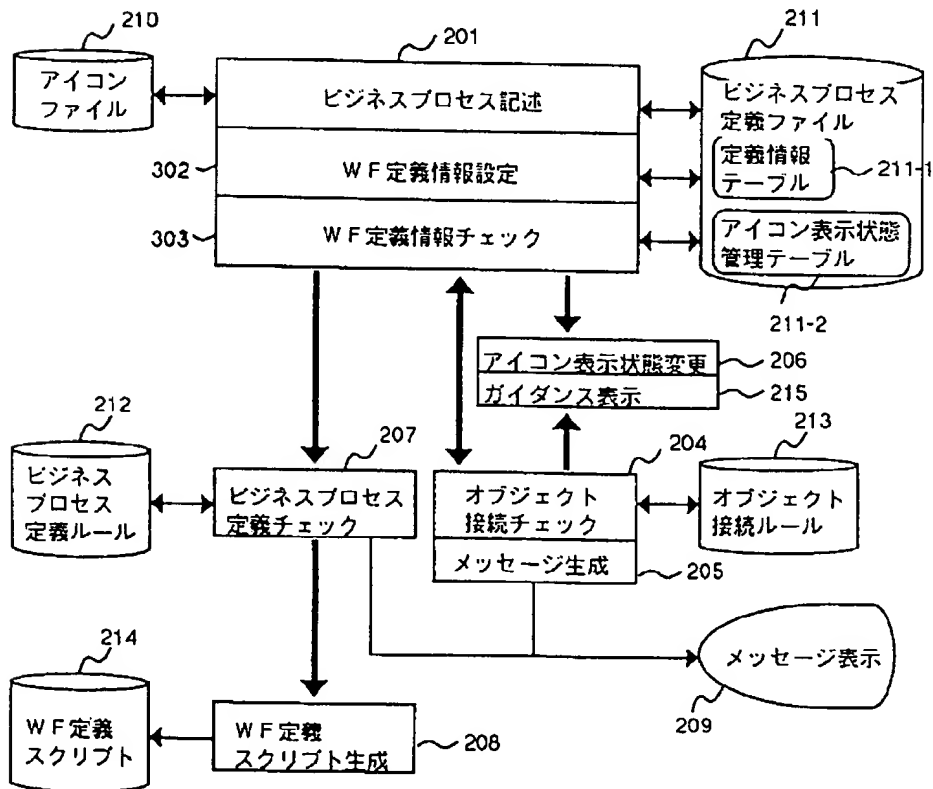 210
アイコン
ファイル
201
ビジネスプロセス記述
302
WF定義情報設定
303
WF定義情報チェック
211
ビジネスプロセス
定義ファイル
定義情報
テーブル
211-1
アイコン表示状態
管理テーブル
211-2
アイコン表示状態変更
206
ガイダンス表示
215
212
ビジネス
プロセス
定義ルール
207
ビジネスプロセス
定義チェック
204
オブジェクト
接続チェック
メッセージ生成
205
213
オブジェクト
接続ルール
214
WF定義
スクリプト
WF定義
スクリプト生成
208
メッセージ表示
209